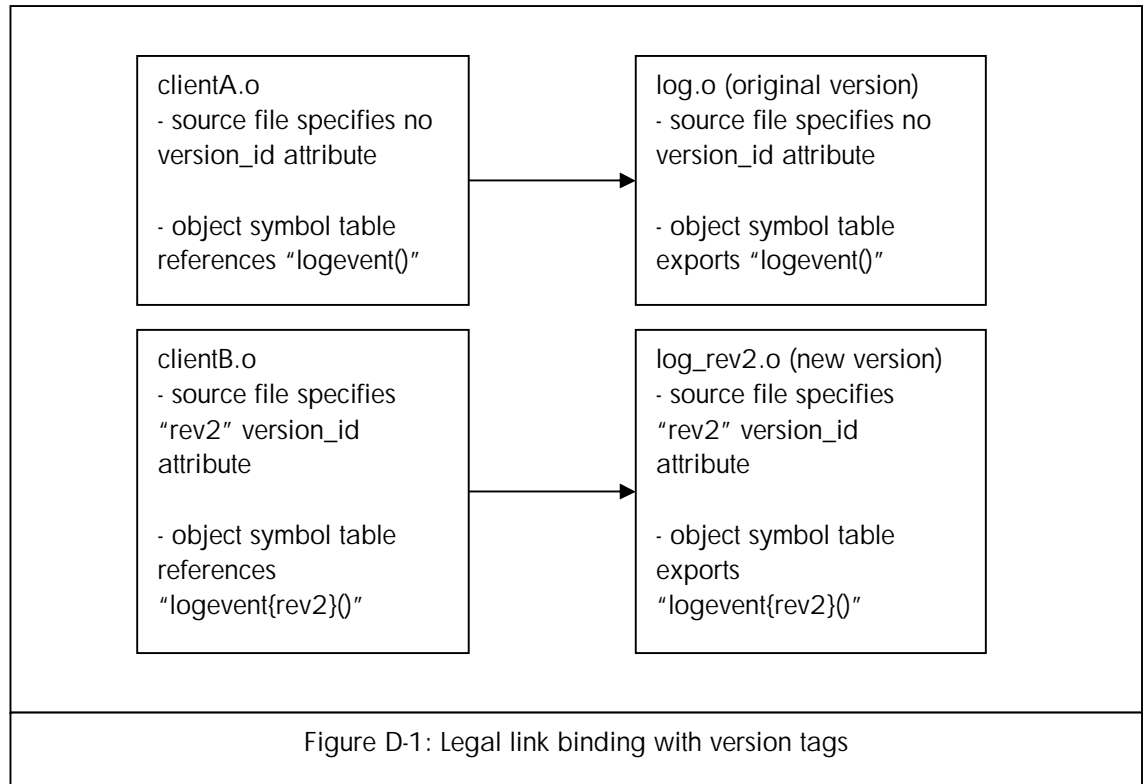 clientA.o
- source file specifies no
version_id attribute
- object symbol table
references “logevent()”
log.o (original version)
- source file specifies no
version_id attribute
- object symbol table
exports “logevent()”
clientB.o
- source file specifies
“rev2” version_id
attribute
- object symbol table
references
“logevent{rev2}()”
log_rev2.o (new version)
- source file specifies
“rev2” version_id
attribute
- object symbol table
exports
“logevent{rev2}()”
Figure D-1: Legal link binding with version tags